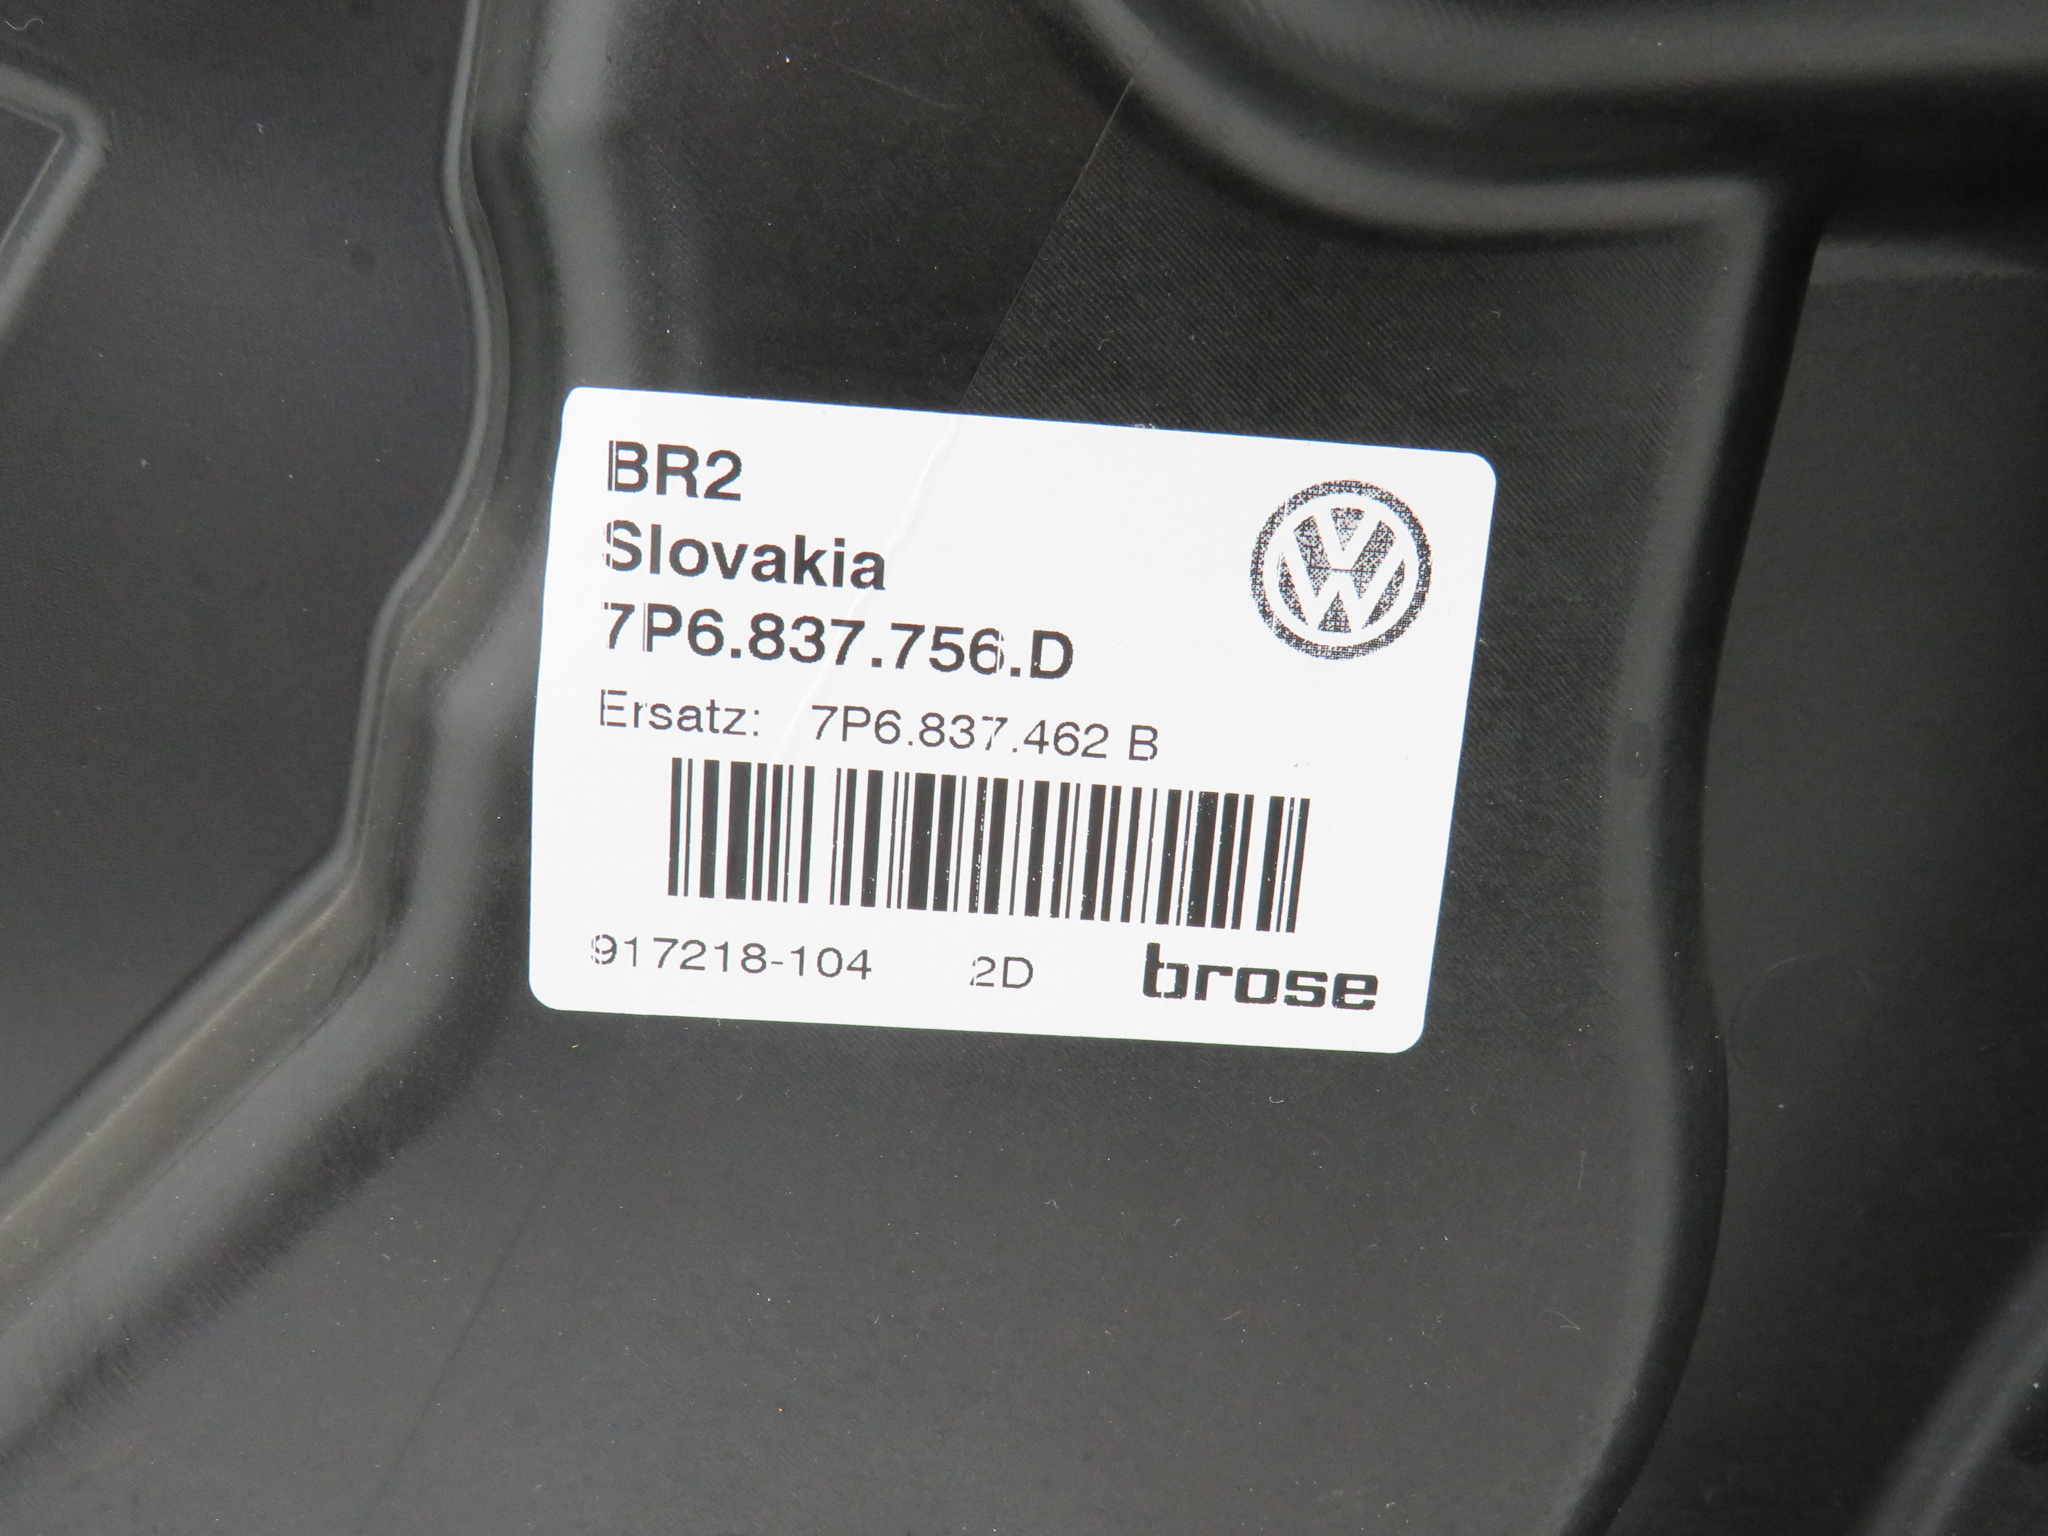 BR2
Slovakia
7P6.837.756.D
Ersatz: 7P6.837.462 B
917218-104 2D brose